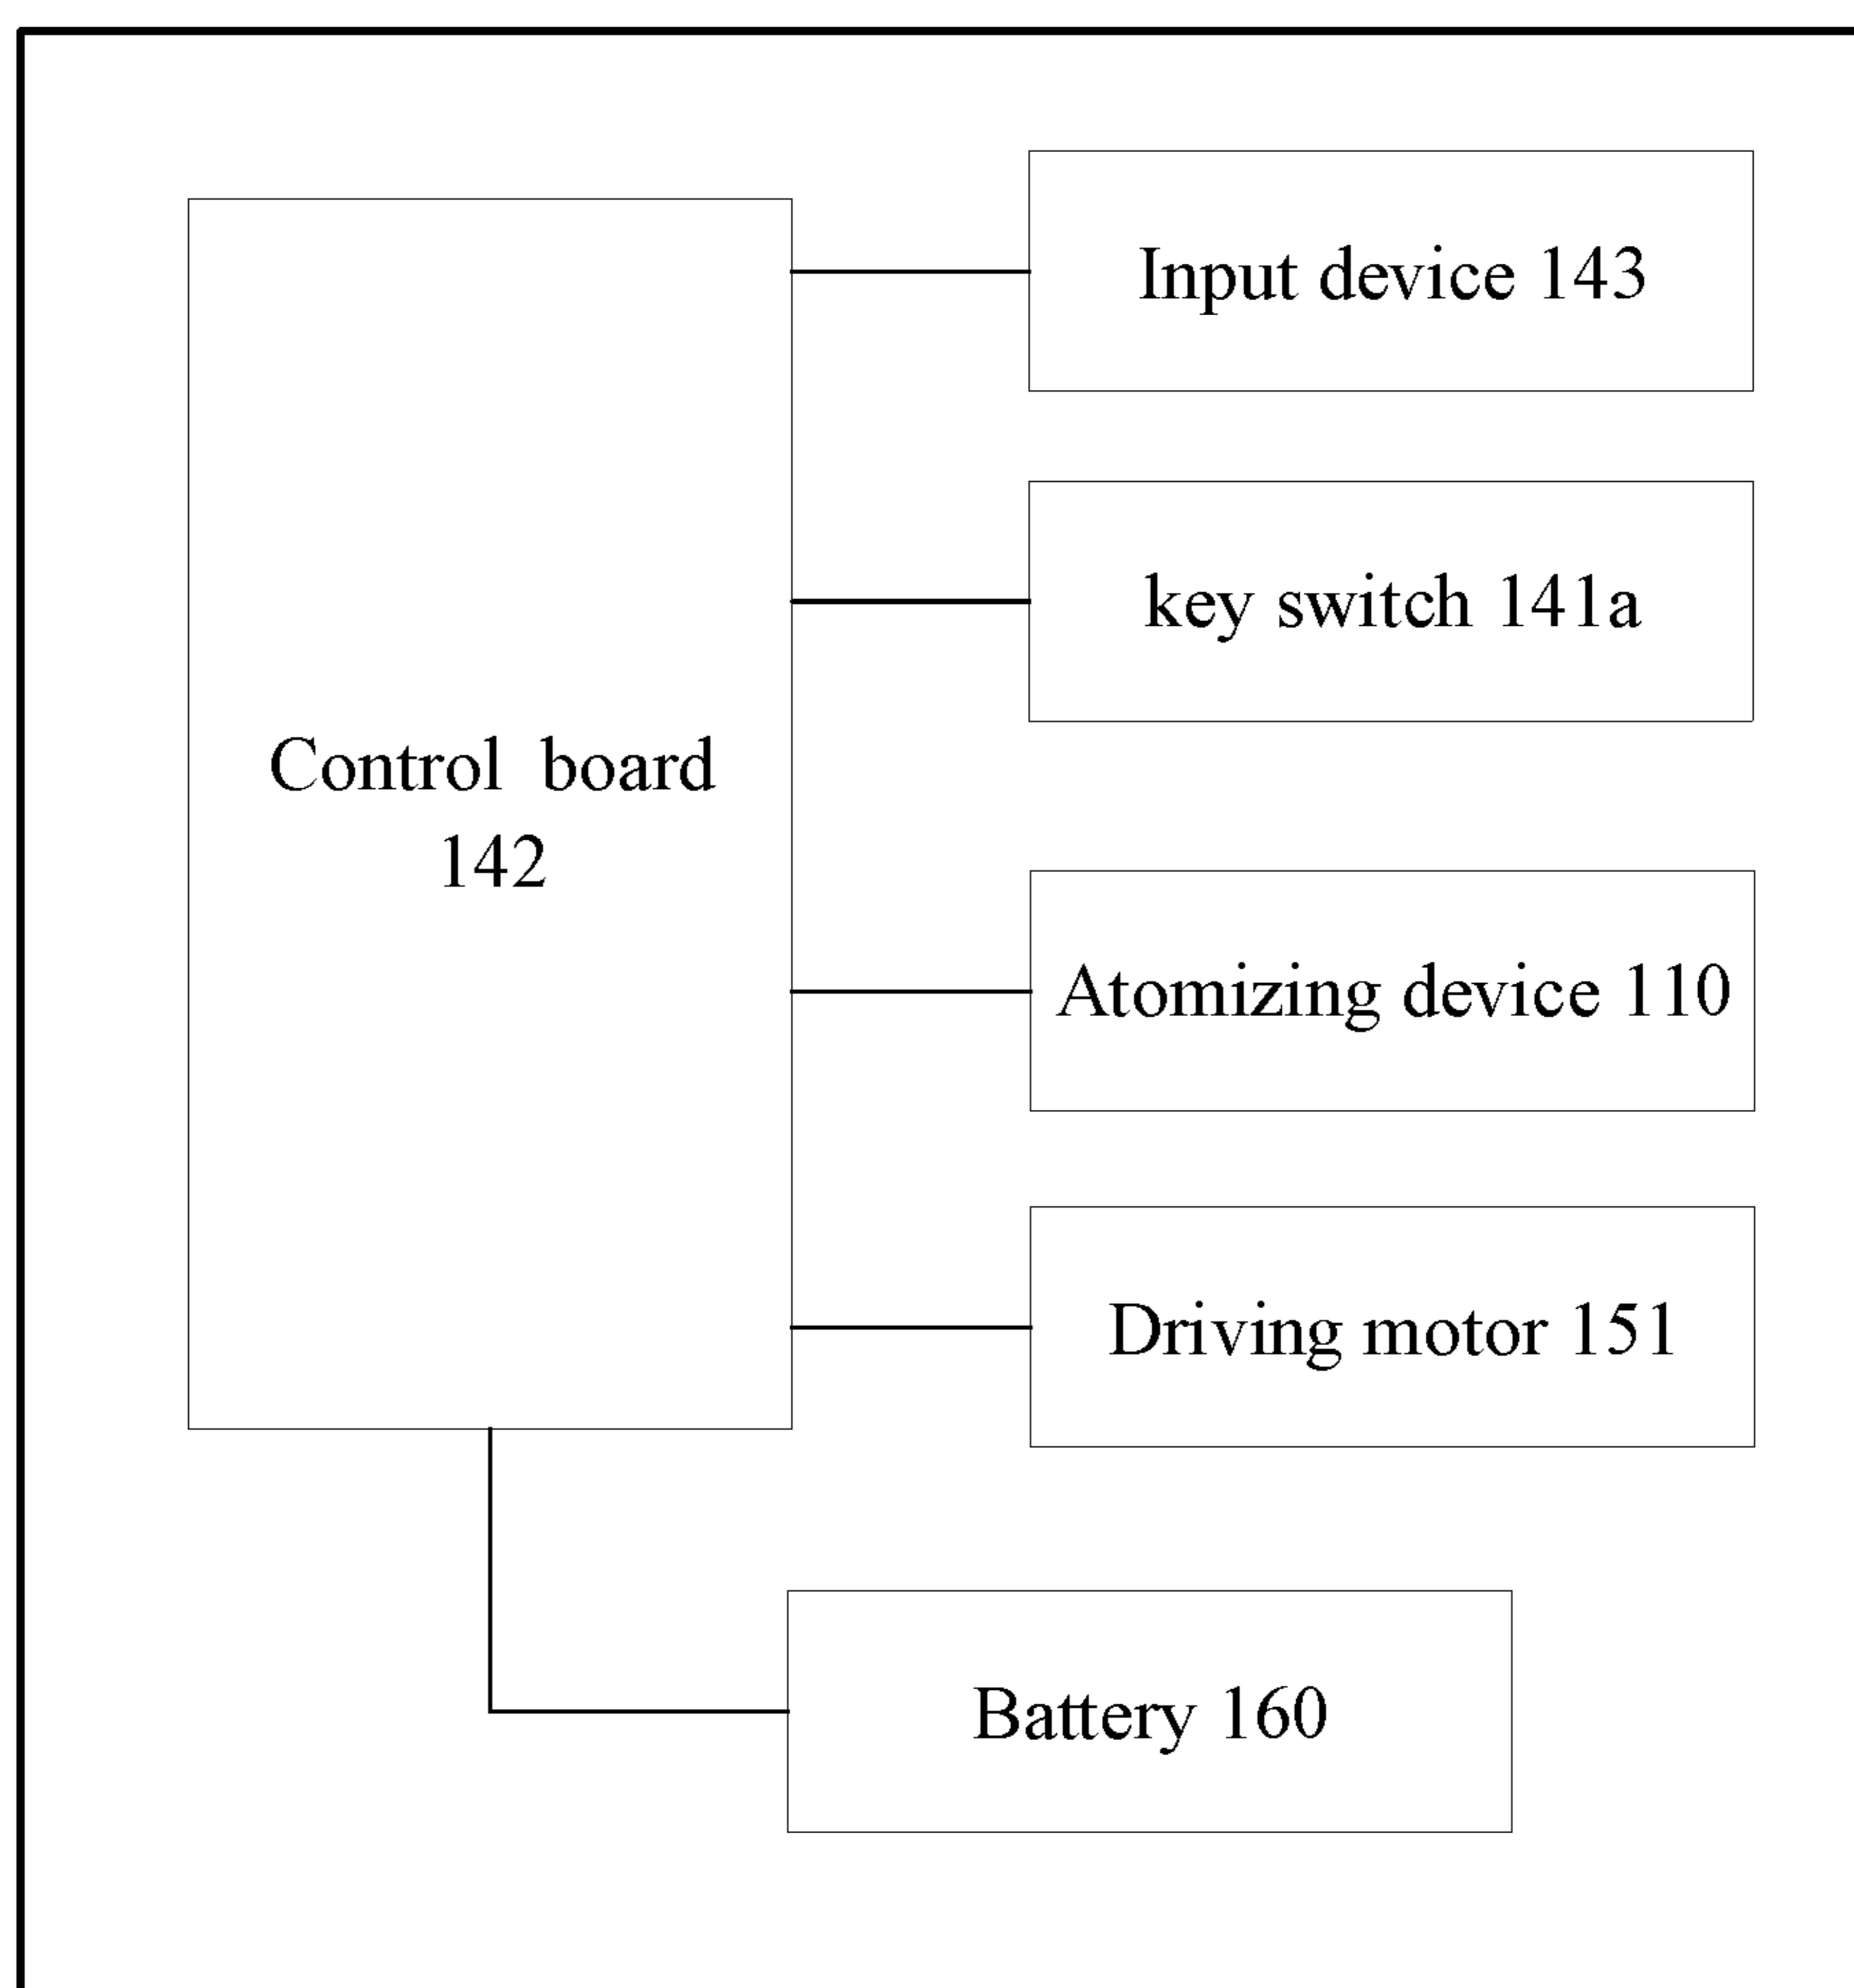 Input device 143
key switch 141a
Control board
142
Atomizing device 110
Driving motor 151
Battery 160